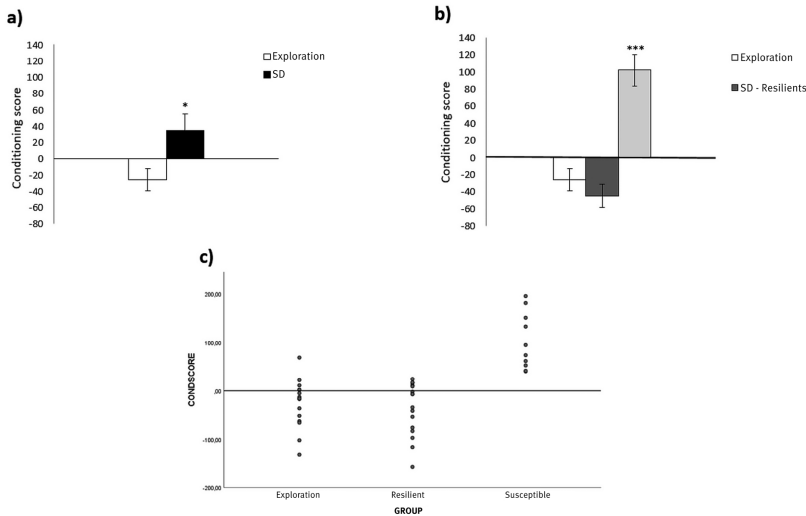 a)
Conditioning score
140
120
100
80
60
40
20
0
-20
-40
-60
-80
*
Exploration
SD
b)
Conditioning score
140
120
100
80
60
40
20
0
-20
-40
-60
-80
***
Exploration
SD - Resilients
c)
CONDSCORE
200,00
100,00
,00
-100,00
-200,00
Exploration Resilient Susceptible
GROUP